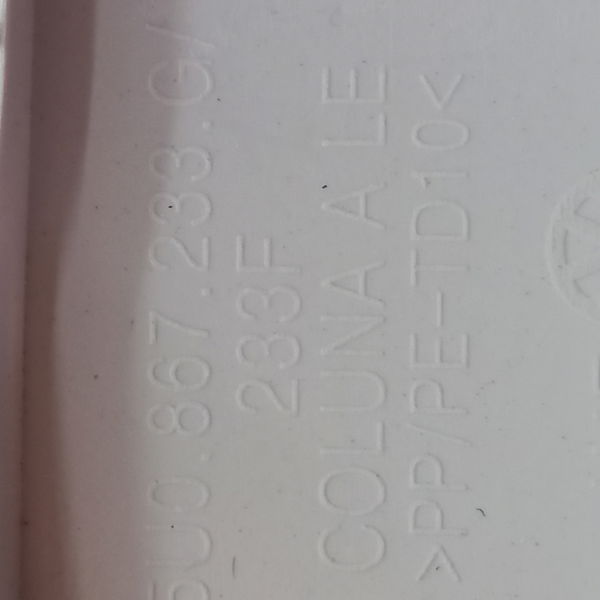 5U0.867.233.G/
233F
COLUNA A LE
>PP/PE-TD10<